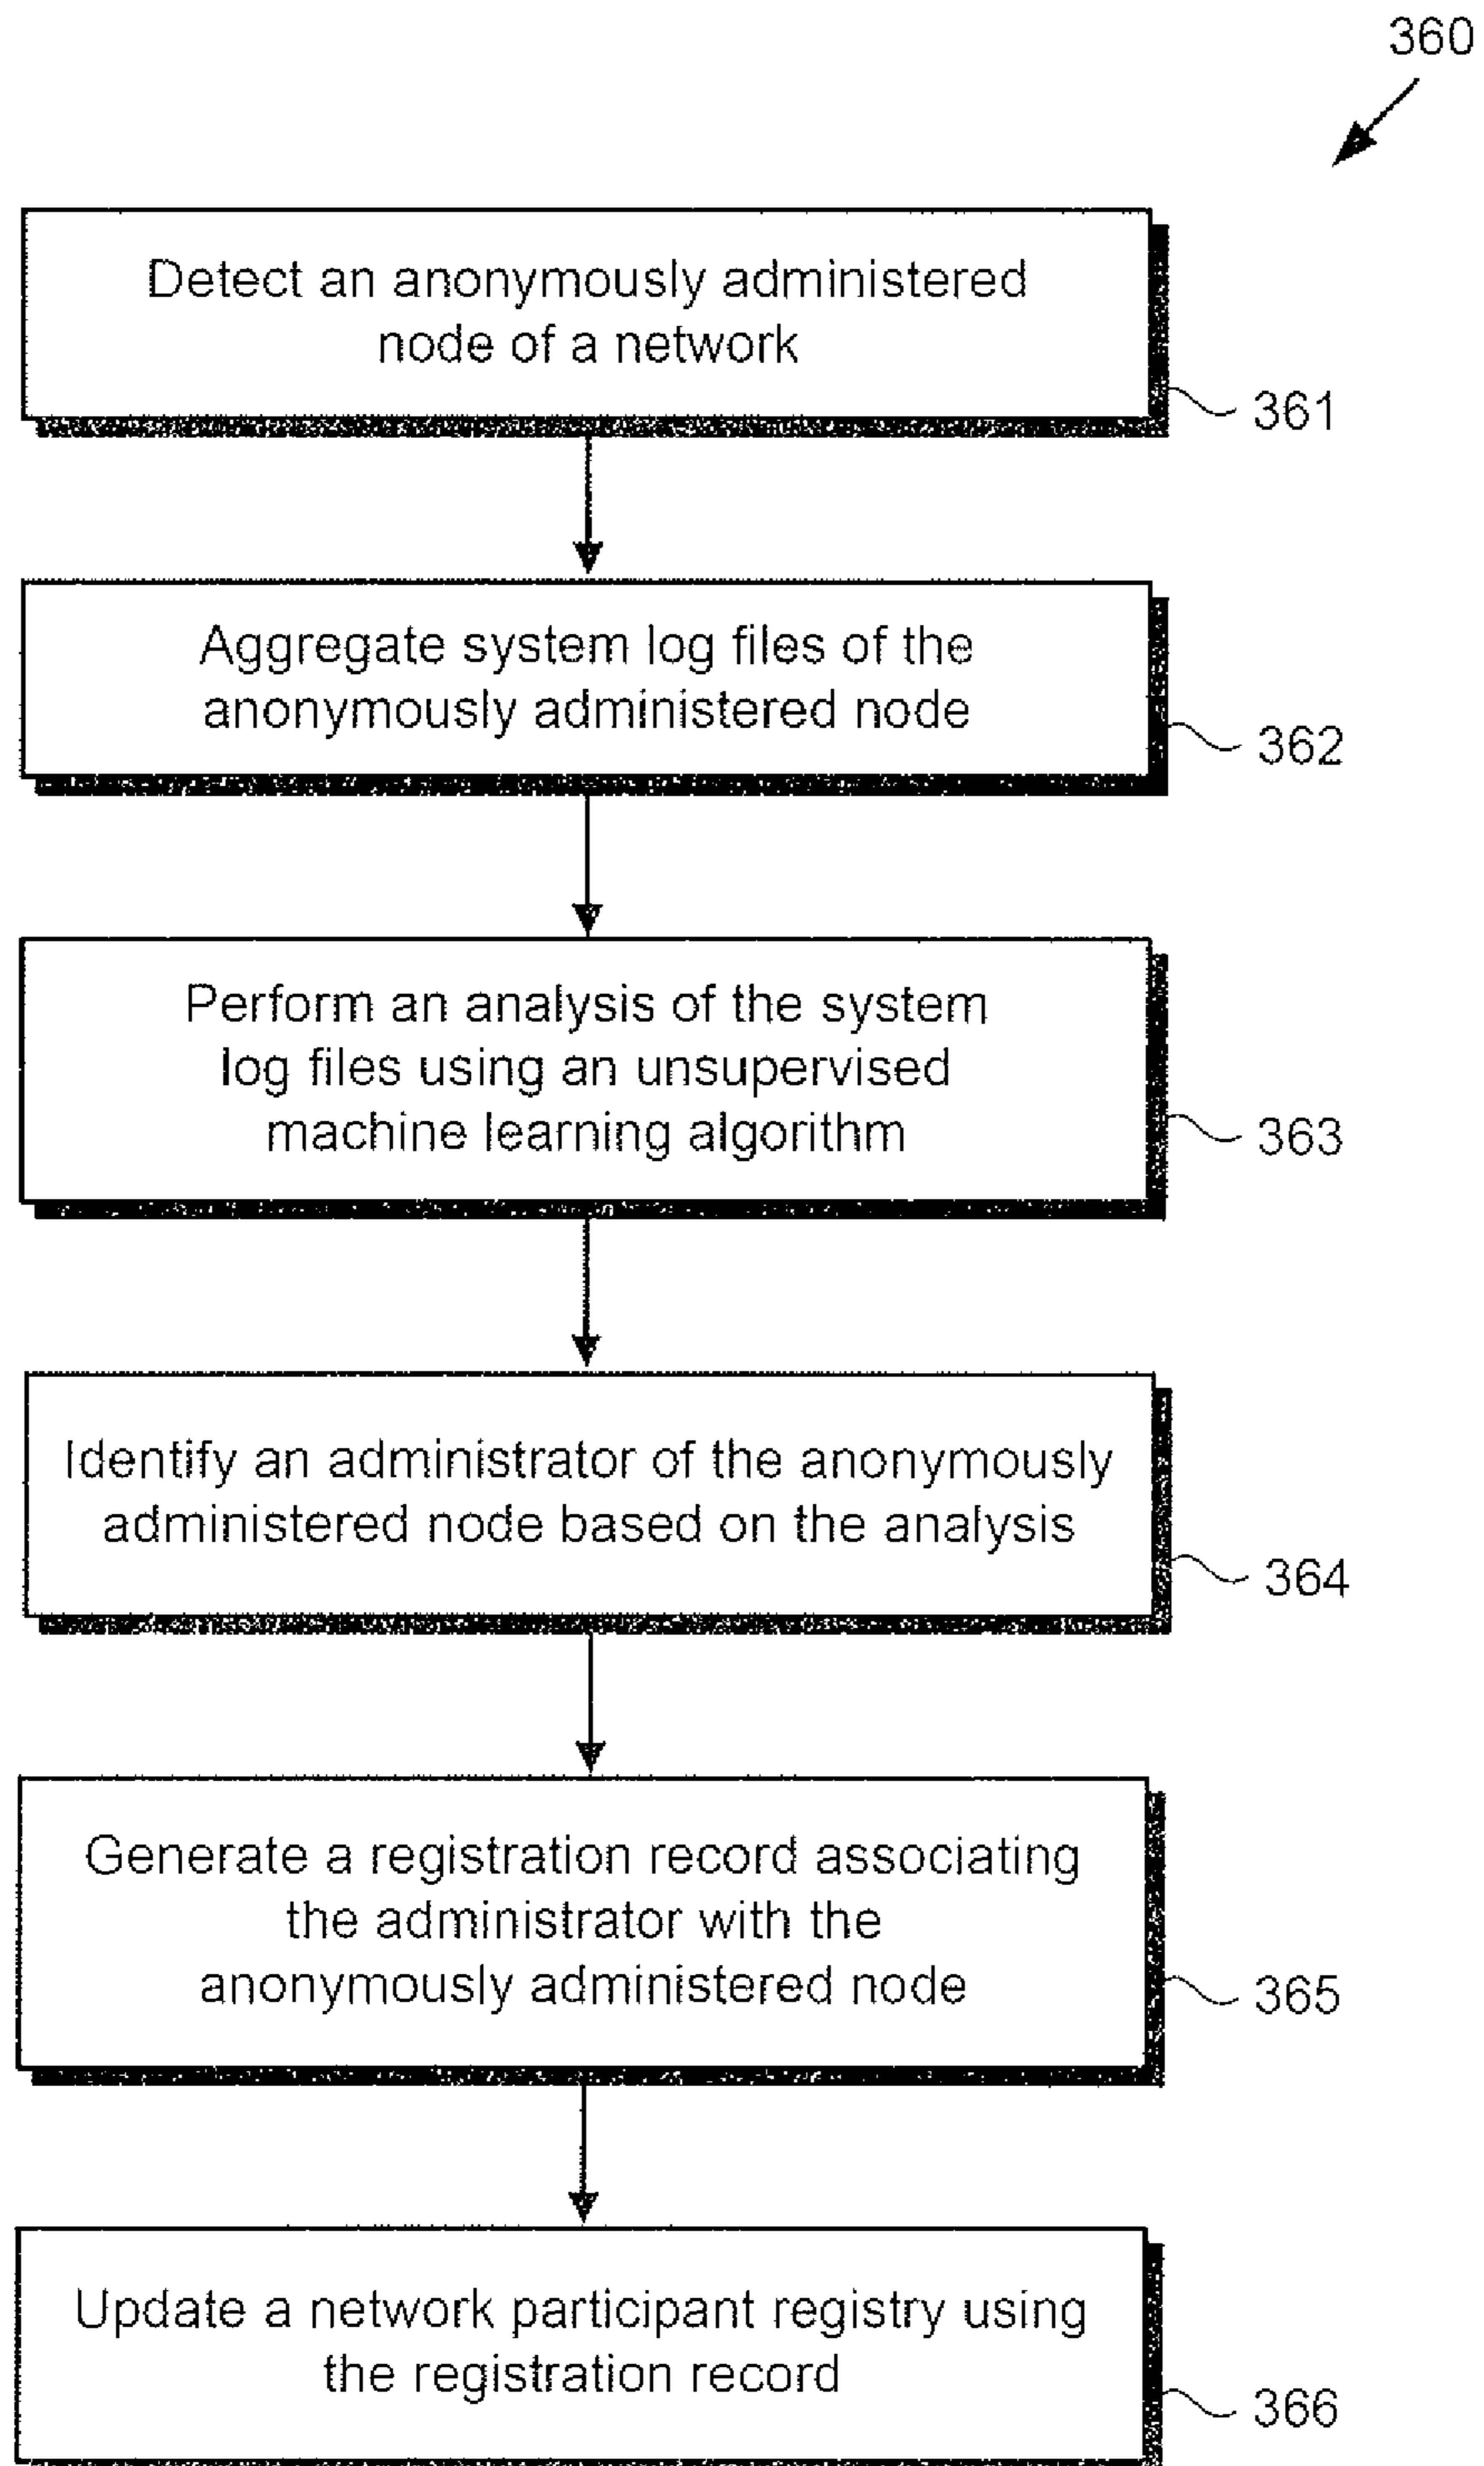 360
Detect an anonymously administered
node of a network
361
Aggregate system log files of the
anonymously administered node
362
Perform an analysis of the system
log files using an unsupervised
machine learning algorithm
363
Identify an administrator of the anonymously
administered node based on the analysis
364
Generate a registration record associating
the administrator with the
anonymously administered node
365
Update a network participant registry using
the registration record
366